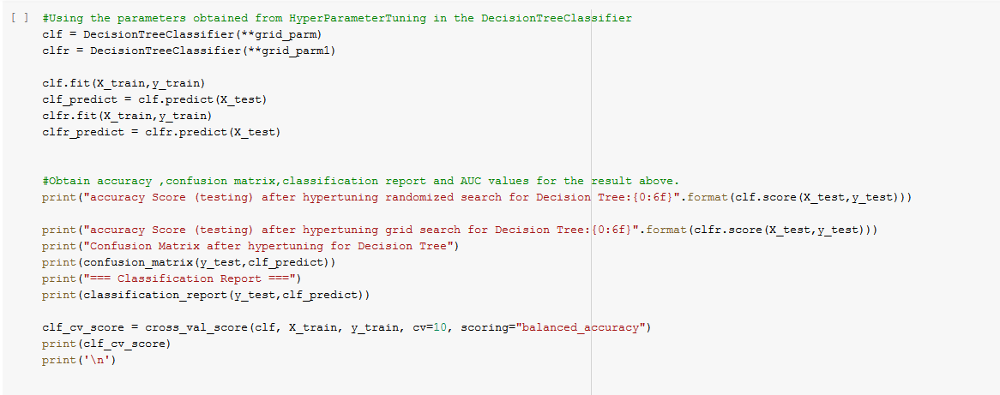 [ ] #Using the parameters obtained from HyperParameterTuning in the DecisionTreeClassifier
clf = DecisionTreeClassifier(**grid_parm)
clfr = DecisionTreeClassifier(**grid_parm1)
clf.fit(X_train,y_train)
clf_predict = clf.predict(X_test)
clfr.fit(X_train,y_train)
clfr_predict = clfr.predict(X_test)
#Obtain accuracy ,confusion matrix,classification report and AUC values for the result above.
print("accuracy Score (testing) after hypertuning randomized search for Decision Tree:{0:6f}".format(clf.score(X_test,y_test)))
print("accuracy Score (testing) after hypertuning grid search for Decision Tree:{0:6f}".format(clfr.score(X_test,y_test)))
print("Confusion Matrix after hypertuning for Decision Tree")
print(confusion_matrix(y_test,clf_predict))
print("=== Classification Report ===")
print(classification_report(y_test,clf_predict))
clf_cv_score = cross_val_score(clf, X_train, y_train, cv=10, scoring="balanced_accuracy")
print(clf_cv_score)
print('\n')